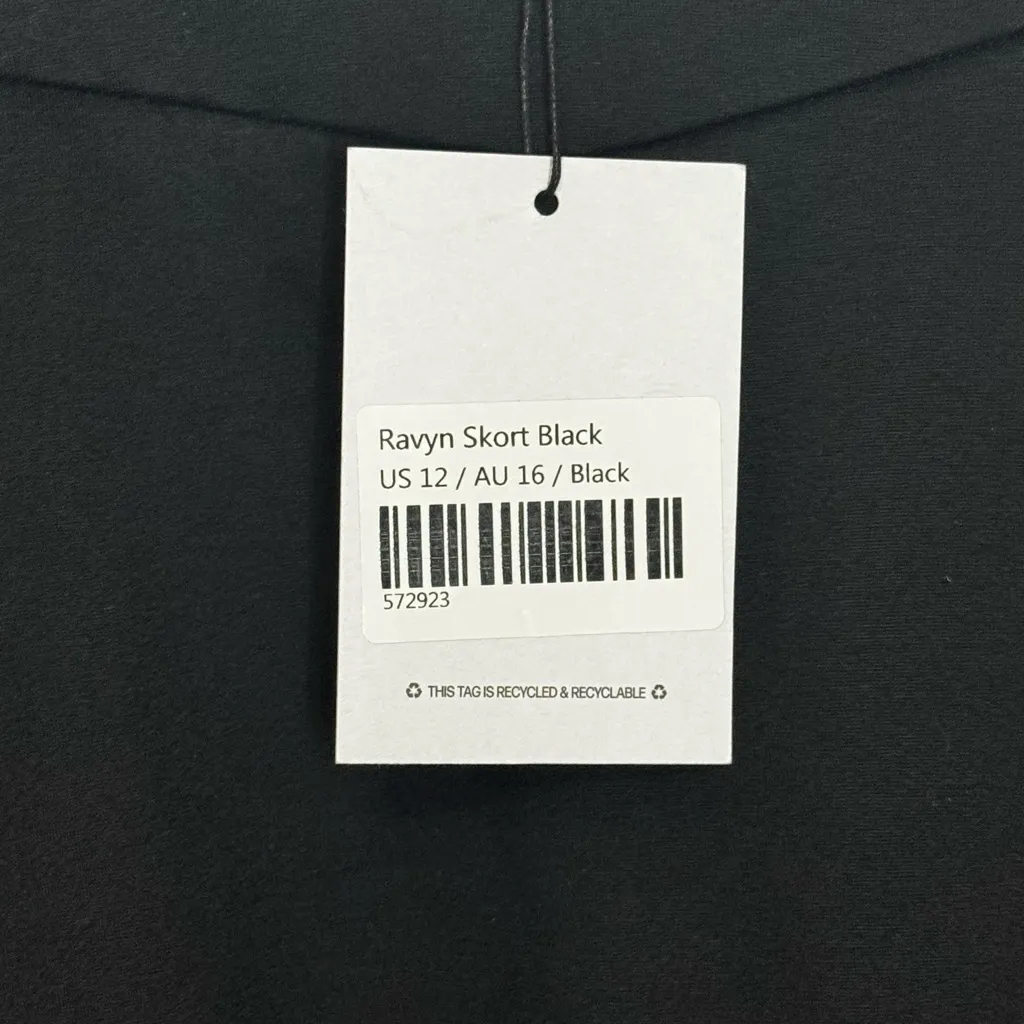 Ravyn Skort Black
US 12 / AU 16 / Black
572923
♻ THIS TAG IS RECYCLED & RECYCLABLE ♻